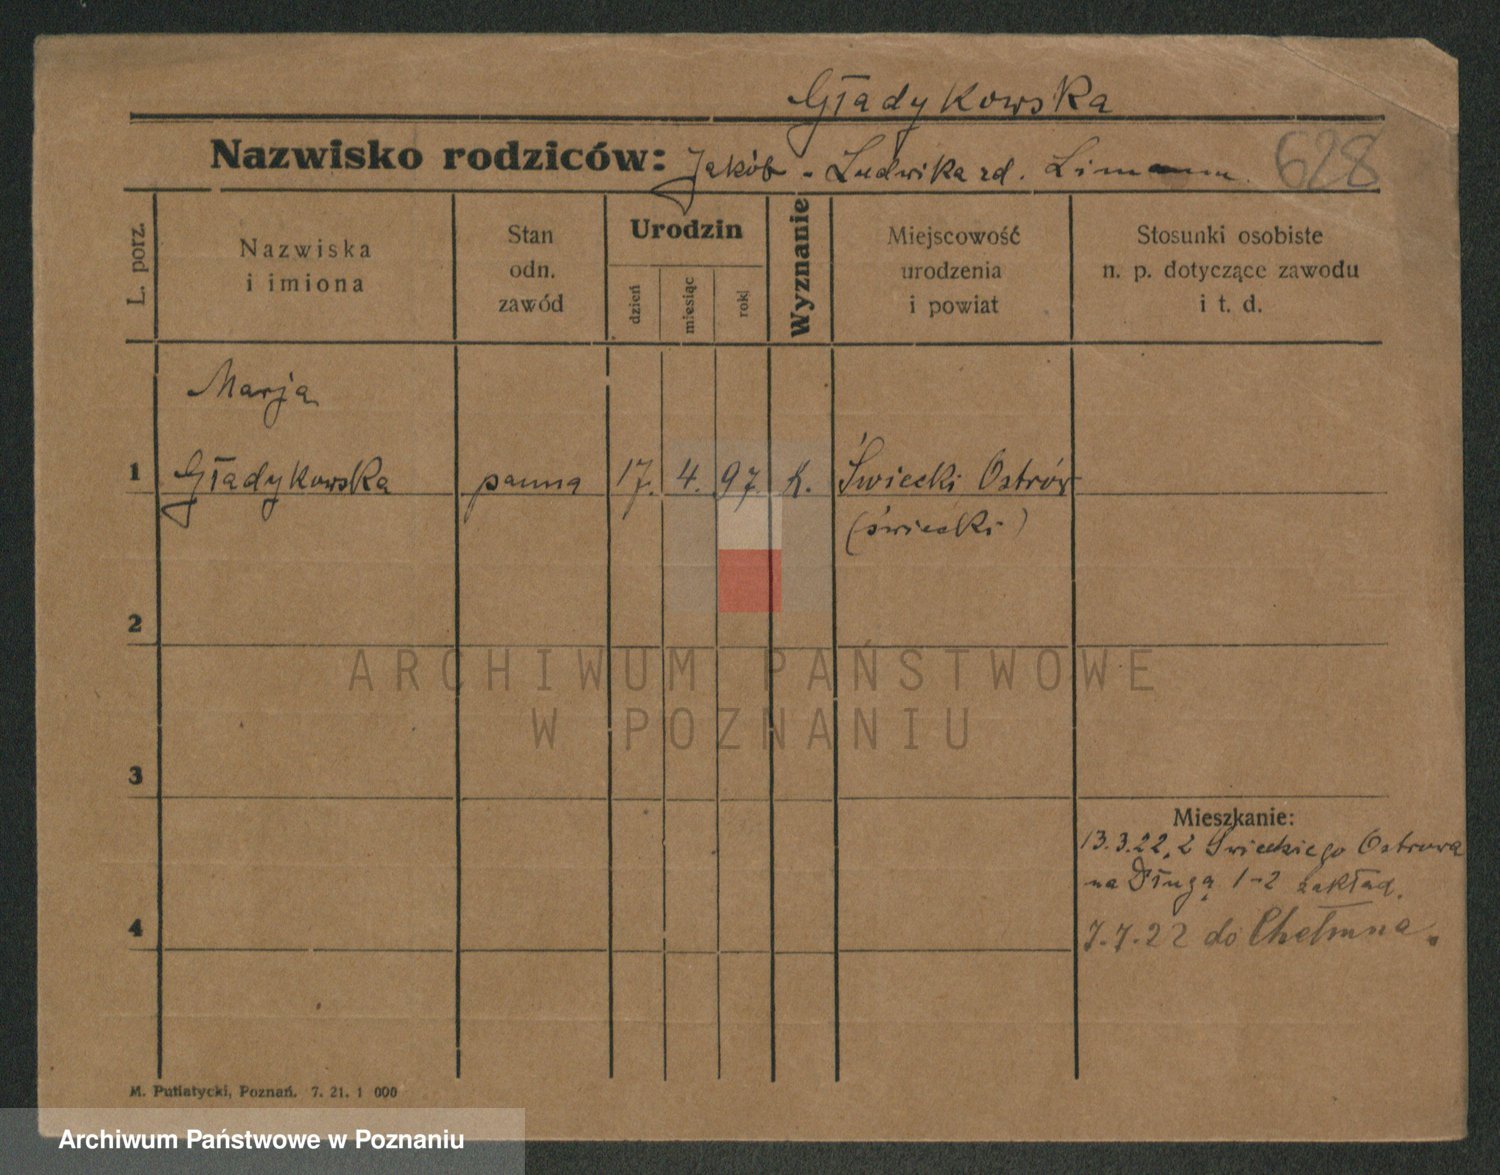 Gładykowska
Nazwisko rodziców: Jakób - Ludwika rd. Limann 628
L. porz.
Nazwiska
i imiona
Stan
odn.
zawód
Urodzin
dzień
miesiąc
rok
Wyznanie
Miejscowość
urodzenia
i powiat
Stosunki osobiste
n. p. dotyczące zawodu
i t. d.
Marja
1 Gładykowska panna 17. 4. 97. k. Świecki Ostrów
(świecki)
2
3
4
Mieszkanie:
13.3.22. z Świeckiego Ostrowa
na Długą 1-2 zakład.
7.7.22 do Chełmna.
ARCHIWUM PAŃSTWOWE
W POZNANIU
M. Putiatycki, Poznań. 7. 21. 1 000
Archiwum Państwowe w Poznaniu